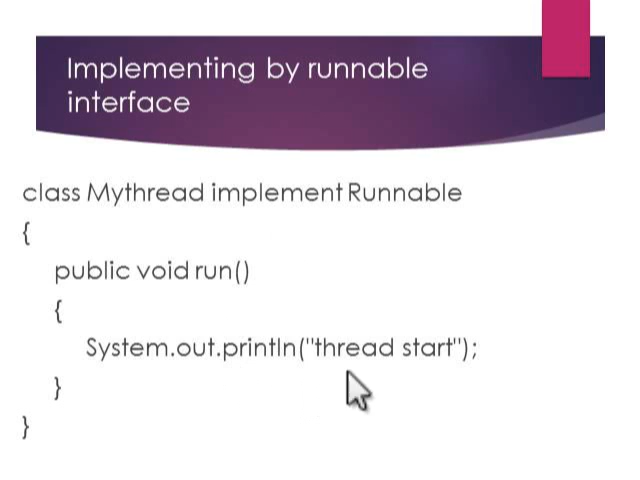 Implementing by runnable
interface
class Mythread implement Runnable
{
public void run()
{
System.out.println("thread start");
}
}